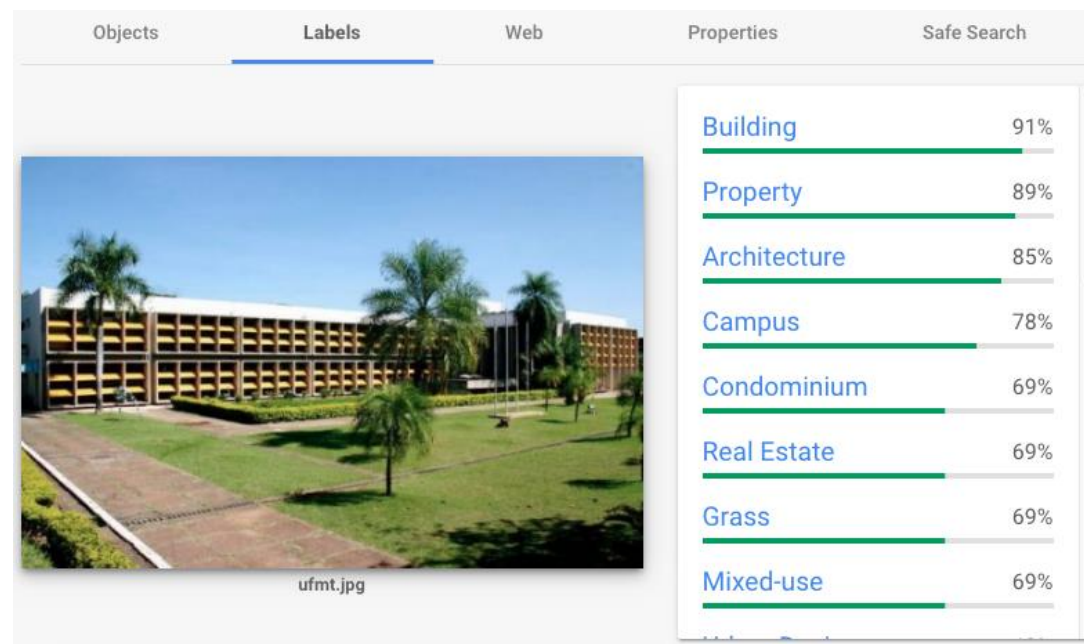 Objects Labels Web Properties Safe Search
Building 91%
Property 89%
Architecture 85%
Campus 78%
Condominium 69%
Real Estate 69%
Grass 69%
Mixed-use 69%
ufmt.jpg